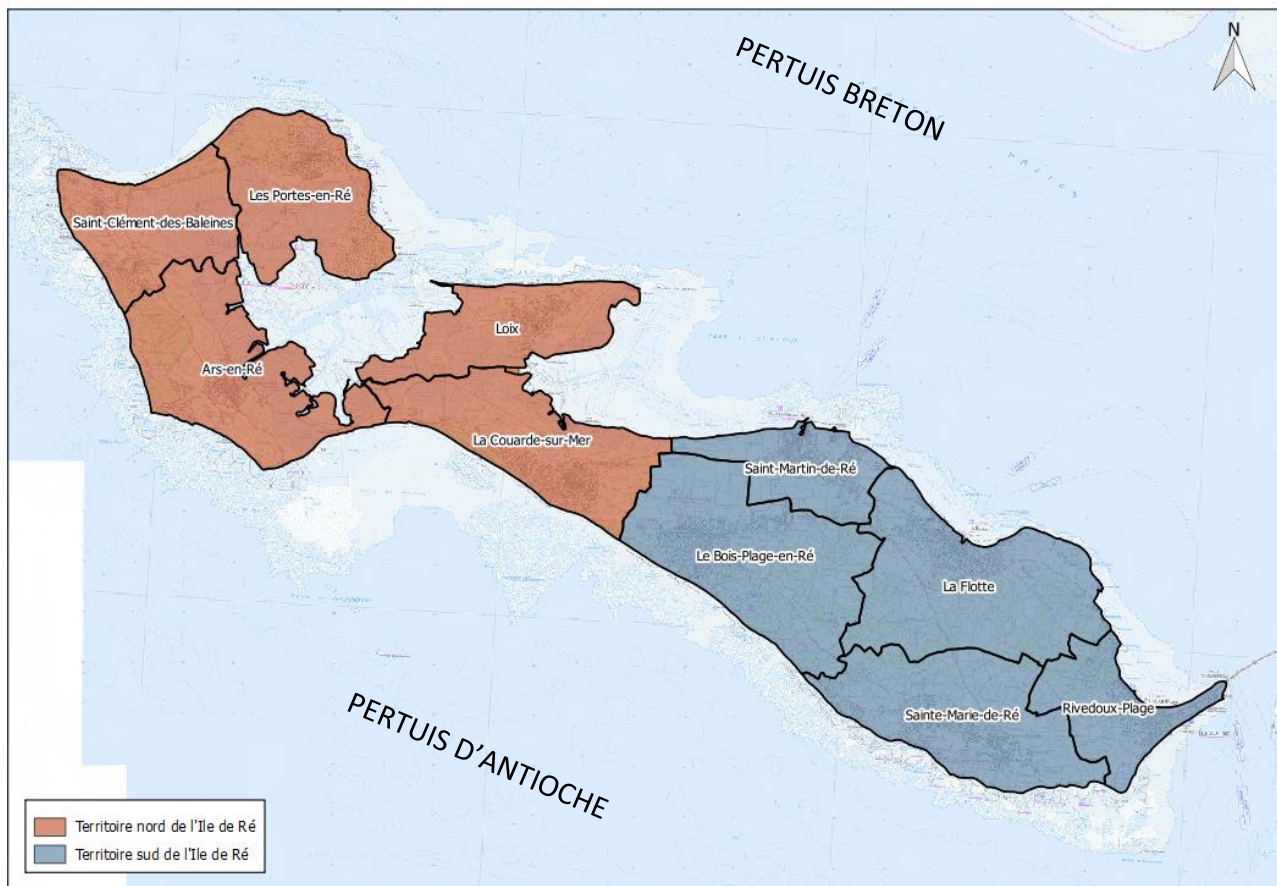 PERTUIS BRETON
N
Les Portes-en-Ré
Saint-Clément-des-Baleines
Loix
Ars-en-Ré
La Couarde-sur-Mer
Saint-Martin-de-Ré
Le Bois-Plage-en-Ré
La Flotte
Sainte-Marie-de-Ré
Rivedoux-Plage
PERTUIS D’ANTIOCHE
Territoire nord de l'Ile de Ré
Territoire sud de l'Ile de Ré